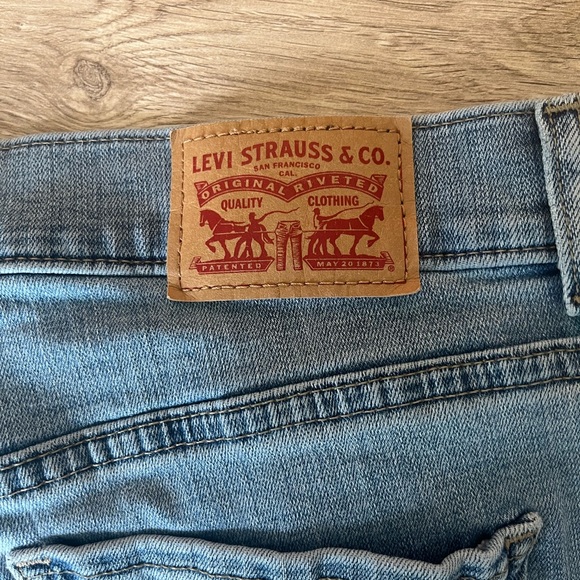 LEVI STRAUSS & CO.
SAN FRANCISCO
CAL.
ORIGINAL RIVETED
QUALITY CLOTHING
PATENTED MAY 20 1873 ®